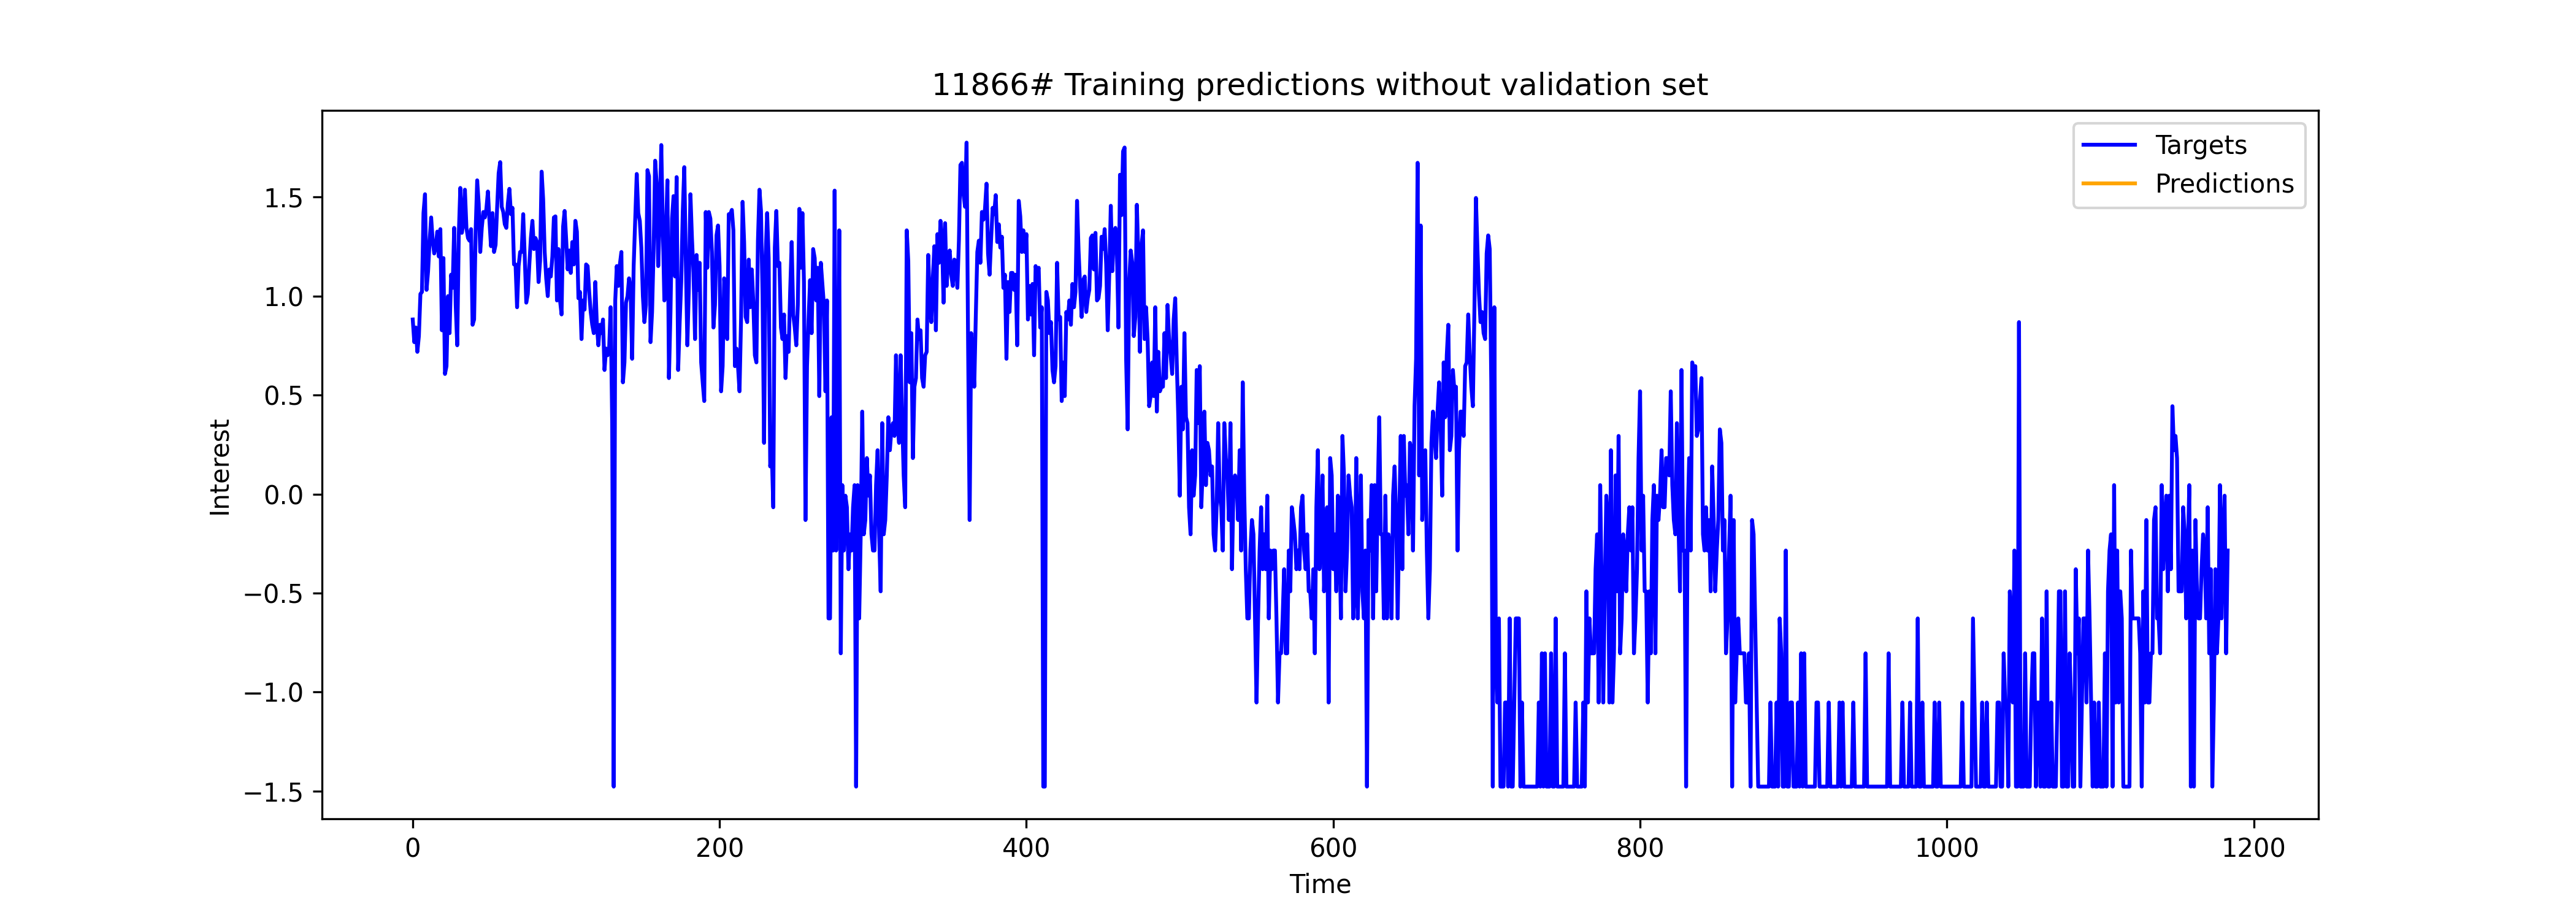 11866# Training predictions without validation set
Targets
Predictions
Interest
1.5
1.0
0.5
0.0
−0.5
−1.0
−1.5
0 200 400 600 800 1000 1200
Time